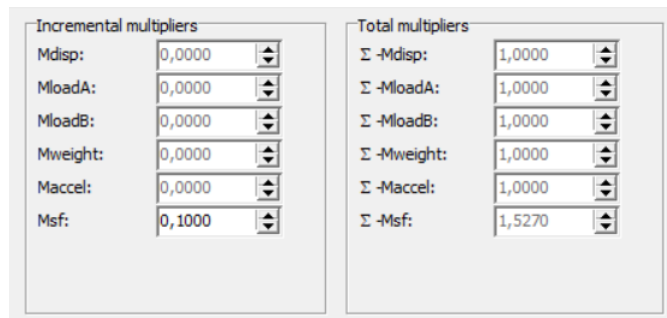 Incremental multipliers
Mdisp: 0,0000
MloadA: 0,0000
MloadB: 0,0000
Mweight: 0,0000
Maccel: 0,0000
Msf: 0,1000
Total multipliers
Σ -Mdisp: 1,0000
Σ -MloadA: 1,0000
Σ -MloadB: 1,0000
Σ -Mweight: 1,0000
Σ -Maccel: 1,0000
Σ -Msf: 1,5270